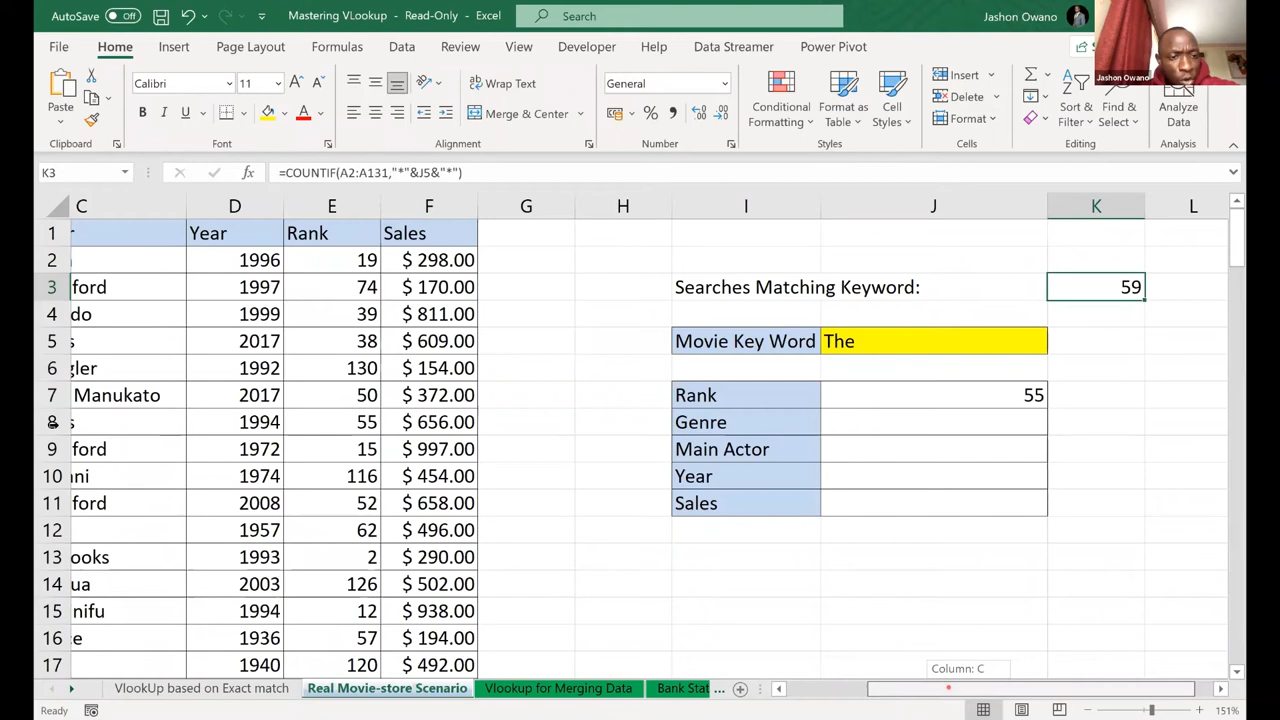 AutoSave Off Mastering VLookup - Read-Only - Excel Search Jashon Owano
File Home Insert Page Layout Formulas Data Review View Developer Help Data Streamer Power Pivot
Jashon Owano
Paste Calibri 11 Wrap Text General Conditional Formatting Format as Table Cell Styles Insert Sort & Filter Find & Select Analyze Data
B I U Merge & Center Delete Format
Clipboard Font Alignment Number Styles Cells Editing Analysis
K3 =COUNTIF(A2:A131,"*"&J5&"*")
C D E F G H I J K L
1 r Year Rank Sales
2 1996 19 $ 298.00
3 ford 1997 74 $ 170.00 Searches Matching Keyword: 59
4 do 1999 39 $ 811.00
5 s 2017 38 $ 609.00 Movie Key Word The
6 gler 1992 130 $ 154.00
7 Manukato 2017 50 $ 372.00 Rank 55
8 s 1994 55 $ 656.00 Genre
9 ford 1972 15 $ 997.00 Main Actor
10 ni 1974 116 $ 454.00 Year
11 ford 2008 52 $ 658.00 Sales
12 1957 62 $ 496.00
13 ooks 1993 2 $ 290.00
14 ua 2003 126 $ 502.00
15 nifu 1994 12 $ 938.00
16 e 1936 57 $ 194.00
17 1940 120 $ 492.00
Column: C
VlookUp based on Exact match Real Movie-store Scenario Vlookup for Merging Data Bank Stat ...
Ready 151%